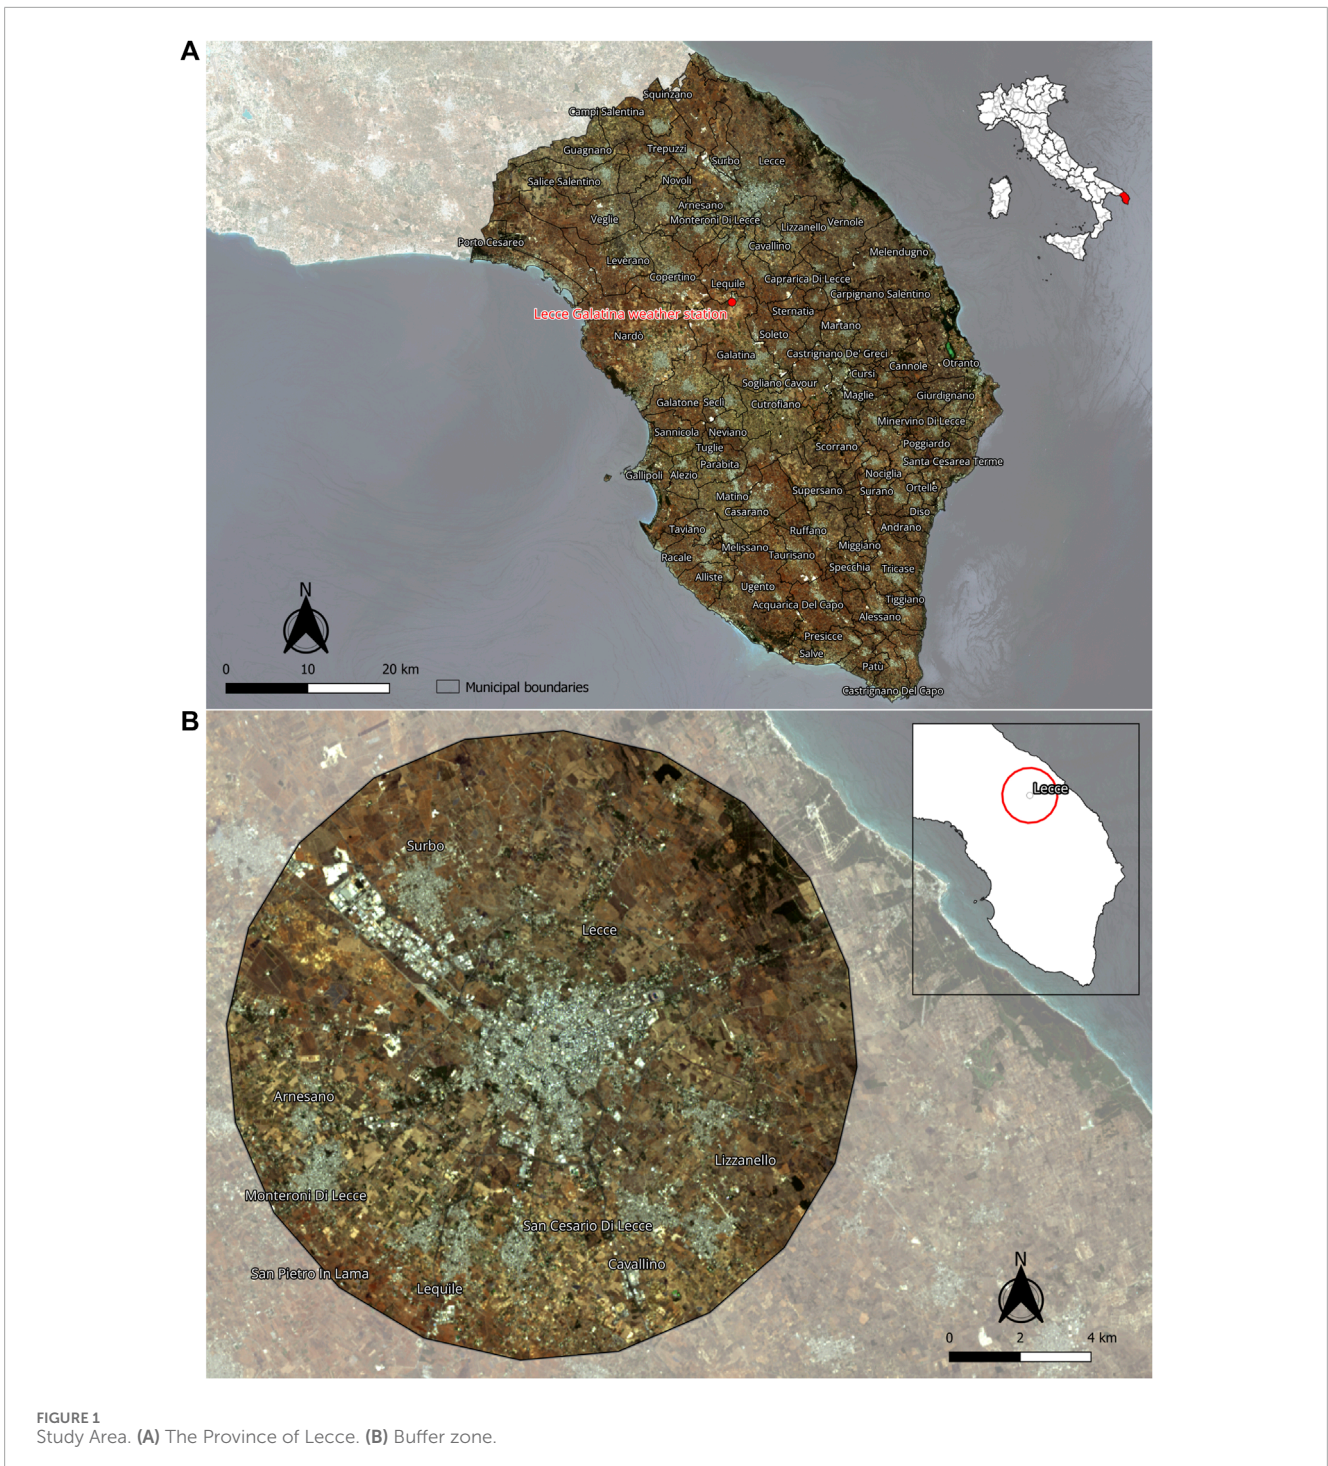 A
Squinzano
Campi Salentina
Guagnano
Trepuzzi
Surbo
Lecce
Salice Salentino
Novoli
Arnesano
Veglie
Monteroni Di Lecce
Lizzanello
Vernole
Porto Cesareo
Cavallino
Melendugno
Leverano
Copertino
Lequile
Caprarica Di Lecce
Carpignano Salentino
Lecce Galatina weather station
Sternatia
Martano
Nardò
Soleto
Galatina
Castrignano De' Greci
Cursi
Cannole
Otranto
Sogliano Cavour
Maglie
Giurdignano
Galatone
Secli
Cutrofiano
Minervino Di Lecce
Sannicola
Neviano
Tuglie
Scorrano
Poggiardo
Parabita
Santa Cesarea Terme
Gallipoli
Alezio
Nociglia
Matino
Supersano
Surano
Ortelle
Casarano
Diso
Taviano
Ruffano
Andrano
Melissano
Miggiano
Racale
Taurisano
Specchia
Tricase
Alliste
Ugento
Acquarica Del Capo
Tiggiano
Alessano
Presicce
Salve
Patù
Castrignano Del Capo
N
0 10 20 km
Municipal boundaries
B
Lecce
Surbo
Lecce
Arnesano
Lizzanello
Monteroni Di Lecce
San Cesario Di Lecce
Cavallino
San Pietro In Lama
Lequile
N
0 2 4 km
FIGURE 1
Study Area. (A) The Province of Lecce. (B) Buffer zone.